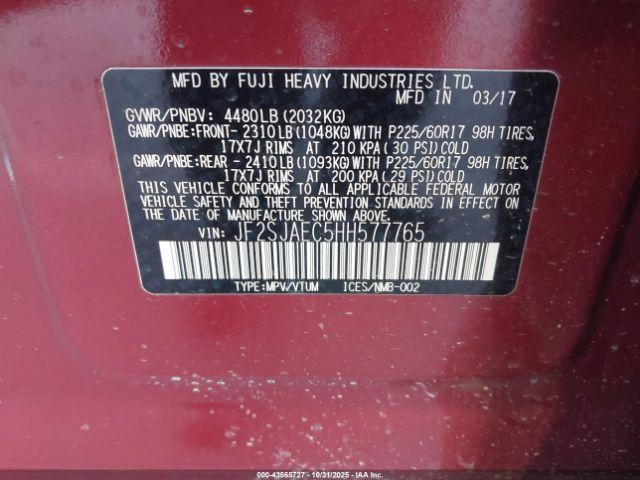 MFD BY FUJI HEAVY INDUSTRIES LTD.
MFD IN 03/17
GVWR/PNBV: 4480LB (2032KG)
GAWR/PNBE:FRONT- 2310LB(1048KG)WITH P225/60R17 98H TIRES,
17X7J RIMS AT 210 KPA(30 PSI)COLD
GAWR/PNBE:REAR - 2410LB(1093KG)WITH P225/60R17 98H TIRES,
17X7J RIMS AT 200 KPA(29 PSI)COLD
THIS VEHICLE CONFORMS TO ALL APPLICABLE FEDERAL MOTOR
VEHICLE SAFETY AND THEFT PREVENTION STANDARDS IN EFFECT ON
THE DATE OF MANUFACTURE SHOWN ABOVE.
VIN: JF2SJAEC5HH577765
TYPE:MPV/VTUM ICES/NMB-002
000-43565727 - 10/31/2025 - IAAI.COM